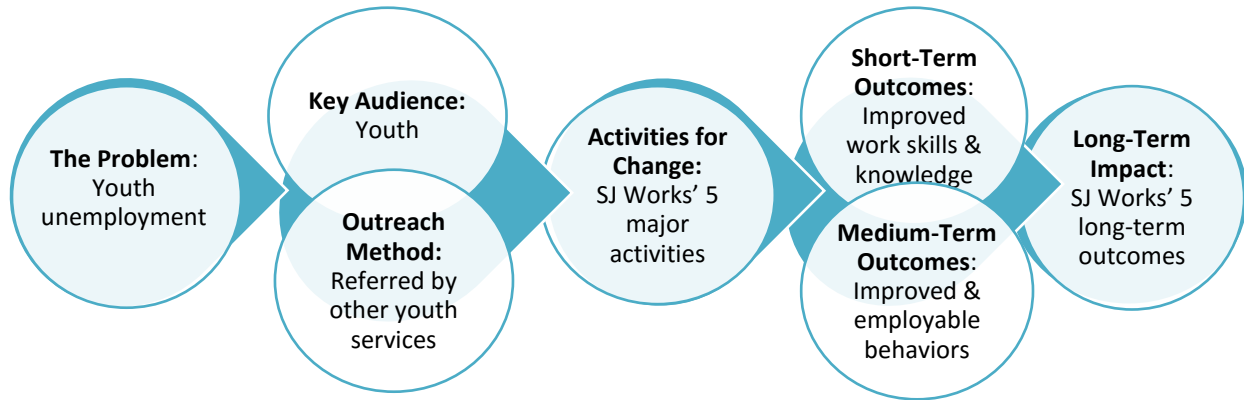 The Problem:
Youth
unemployment
Key Audience:
Youth
Outreach
Method:
Referred by
other youth
services
Activities for
Change:
SJ Works’ 5
major
activities
Short-Term
Outcomes:
Improved
work skills &
knowledge
Medium-Term
Outcomes:
Improved &
employable
behaviors
Long-Term
Impact:
SJ Works’ 5
long-term
outcomes